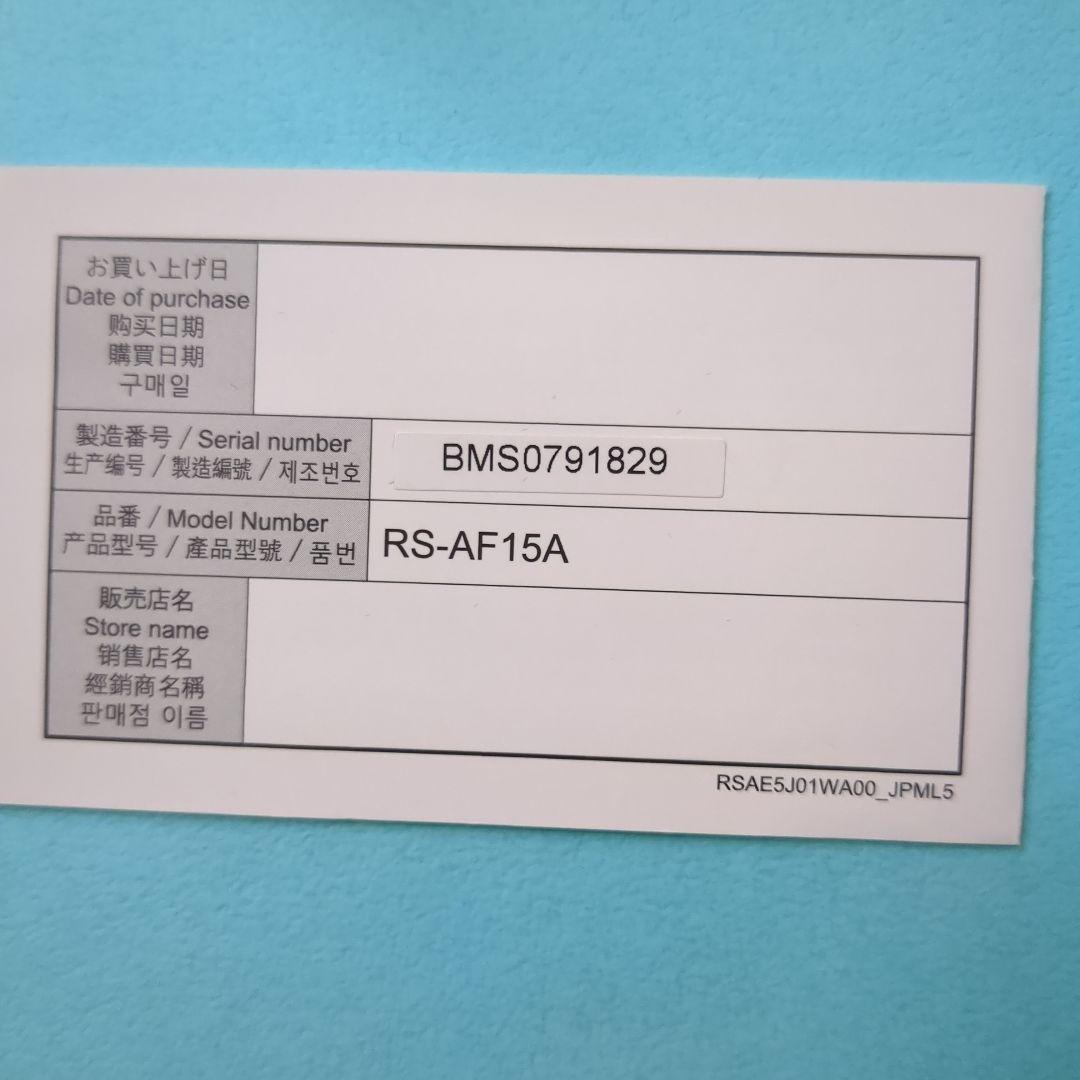 お買い上げ日
Date of purchase
购买日期
購買日期
구매일
製造番号 / Serial number
生产编号 / 製造編號 / 제조번호
BMS0791829
品番 / Model Number
产品型号 / 產品型號 / 품번
RS-AF15A
販売店名
Store name
销售店名
經銷商名稱
판매점 이름
RSAE5J01WA00_JPML5